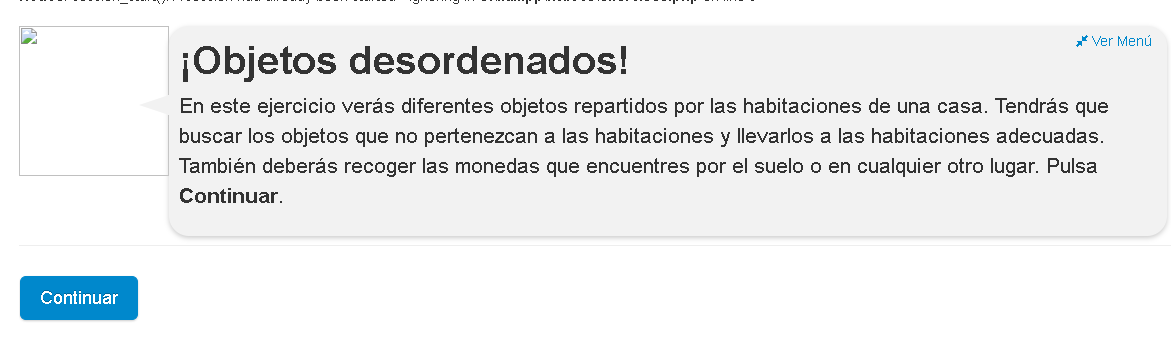 Ver Menú
¡Objetos desordenados!
En este ejercicio verás diferentes objetos repartidos por las habitaciones de una casa. Tendrás que
buscar los objetos que no pertenezcan a las habitaciones y llevarlos a las habitaciones adecuadas.
También deberás recoger las monedas que encuentres por el suelo o en cualquier otro lugar. Pulsa
Continuar.
Continuar